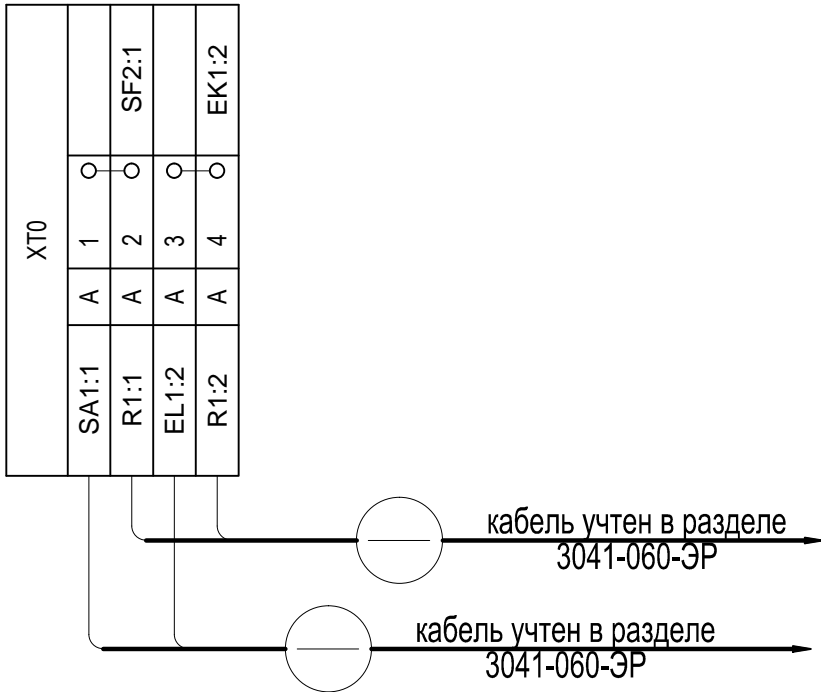 XT0
SF2:1
EK1:2
1
2
3
4
A
A
A
A
SA1:1
R1:1
EL1:2
R1:2
кабель учтен в разделе
3041-060-ЭР
кабель учтен в разделе
3041-060-ЭР